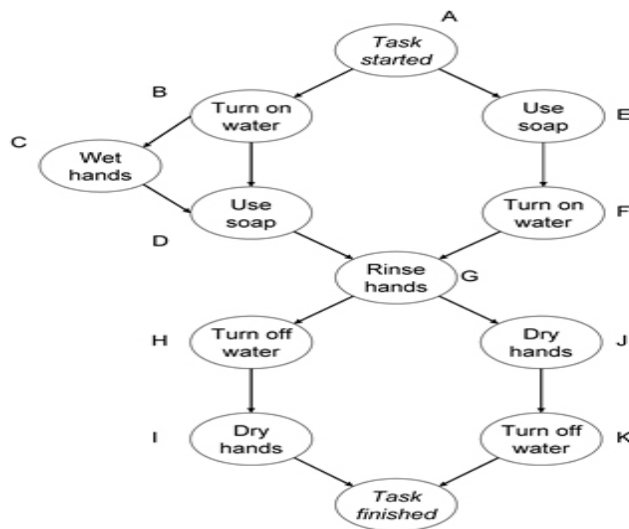 A
Task
started
B
Turn on
water
Use
soap
E
C
Wet
hands
Use
soap
D
Turn on
water
F
Rinse
hands
G
H
Turn off
water
Dry
hands
J
I
Dry
hands
Turn off
water
K
Task
finished